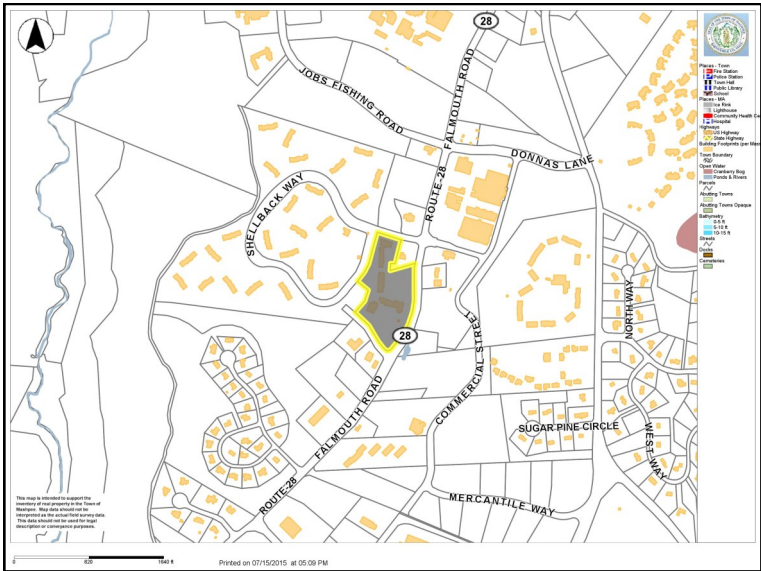 28
JOBS FISHING ROAD
FALMOUTH ROAD
ROUTE-28
DONNAS LANE
SHELLBACK WAY
28
COMMERCIAL STREET
NORTH WAY
FALMOUTH ROAD
ROUTE-28
SUGAR PINE CIRCLE
WEST WAY
MERCANTILE WAY
Places - Town
Fire Station
Police Station
Town Hall
Public Library
School
Places - MA
Ice Rink
Lighthouse
Community Health Ce
Hospital
Highways
US Highway
State Highway
Building Footprints (per Mass
Town Boundary
Open Water
Cranberry Bog
Ponds & Rivers
Parcels
Abutting Towns
Abutting Towns Opaque
Bathymetry
0-5 ft
5-10 ft
10-15 ft
Streets
Docks
Cemeteries
This map is intended to support the
inventory of real property in the Town of
Mashpee. Map data should not be
interpreted as the actual field survey data.
This data should not be used for legal
description or conveyance purposes.
0 820 1640 ft
Printed on 07/15/2015 at 05:09 PM